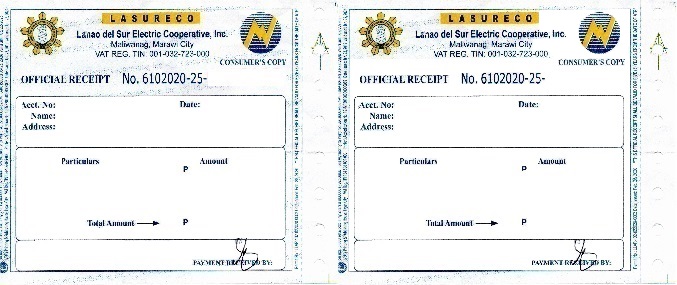 LASURECO
Lanao del Sur Electric Cooperative, Inc.
Maliwanag, Marawi City
VAT REG. TIN: 001-032-723-000
CONSUMER'S COPY
OFFICIAL RECEIPT No. 6102020-25-
Acct. No: Date:
Name:
Address:
Particulars Amount
P
Total Amount P
PAYMENT RECEIVED BY:
LASURECO
Lanao del Sur Electric Cooperative, Inc.
Maliwanag, Marawi City
VAT REG. TIN: 001-032-723-000
CONSUMER'S COPY
OFFICIAL RECEIPT No. 6102020-25-
Acct. No: Date:
Name:
Address:
Particulars Amount
P
Total Amount P
PAYMENT RECEIVED BY: